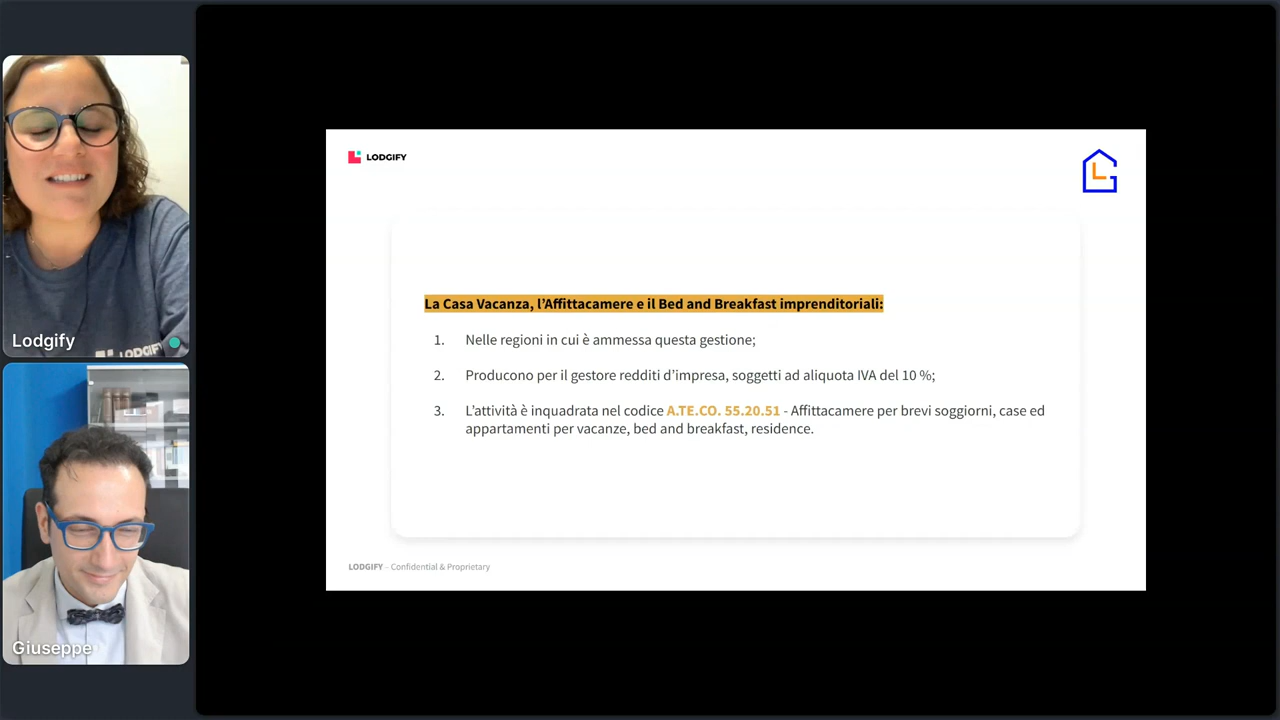 Lodgify
LODGIFY
Giuseppe
LODGIFY
La Casa Vacanza, l'Affittacamere e il Bed and Breakfast imprenditoriali:
1. Nelle regioni in cui è ammessa questa gestione;
2. Producono per il gestore redditi d'impresa, soggetti ad aliquota IVA del 10 %;
3. L'attività è inquadrata nel codice A.TE.CO. 55.20.51 - Affittacamere per brevi soggiorni, case ed
appartamenti per vacanze, bed and breakfast, residence.
LODGIFY – Confidential & Proprietary